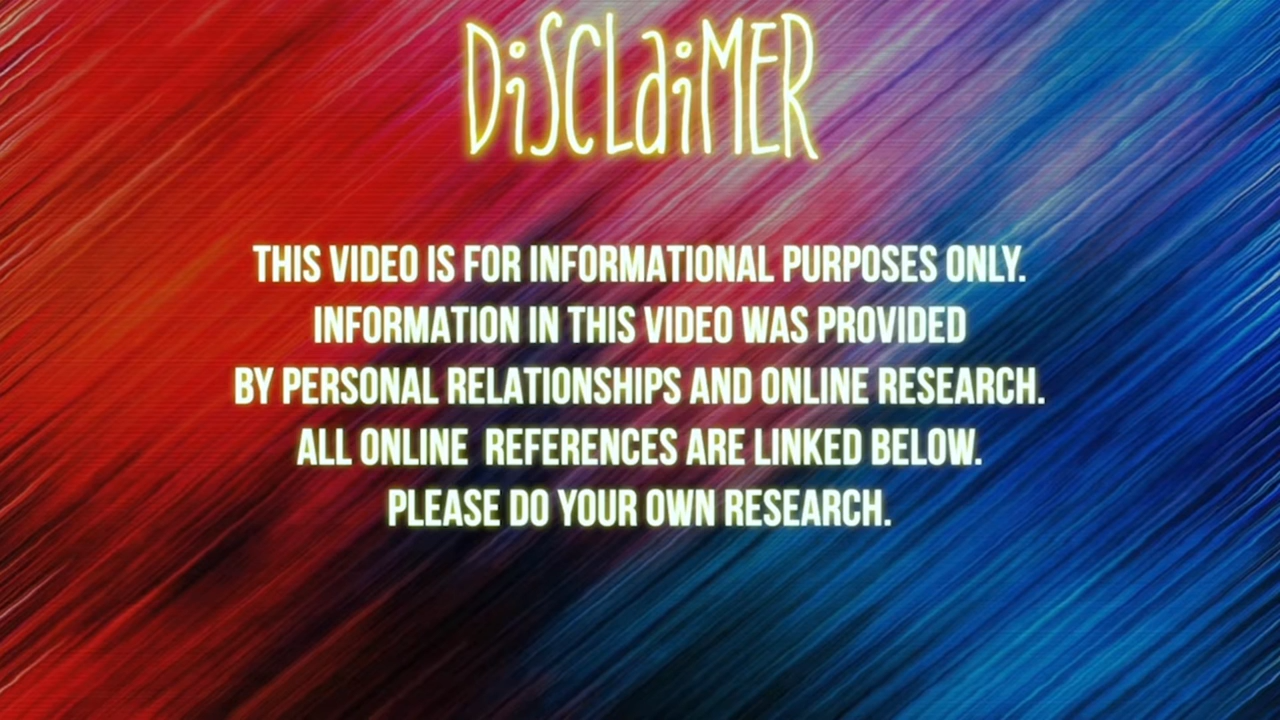 DiSCLaiMER
THIS VIDEO IS FOR INFORMATIONAL PURPOSES ONLY.
INFORMATION IN THIS VIDEO WAS PROVIDED
BY PERSONAL RELATIONSHIPS AND ONLINE RESEARCH.
ALL ONLINE REFERENCES ARE LINKED BELOW.
PLEASE DO YOUR OWN RESEARCH.